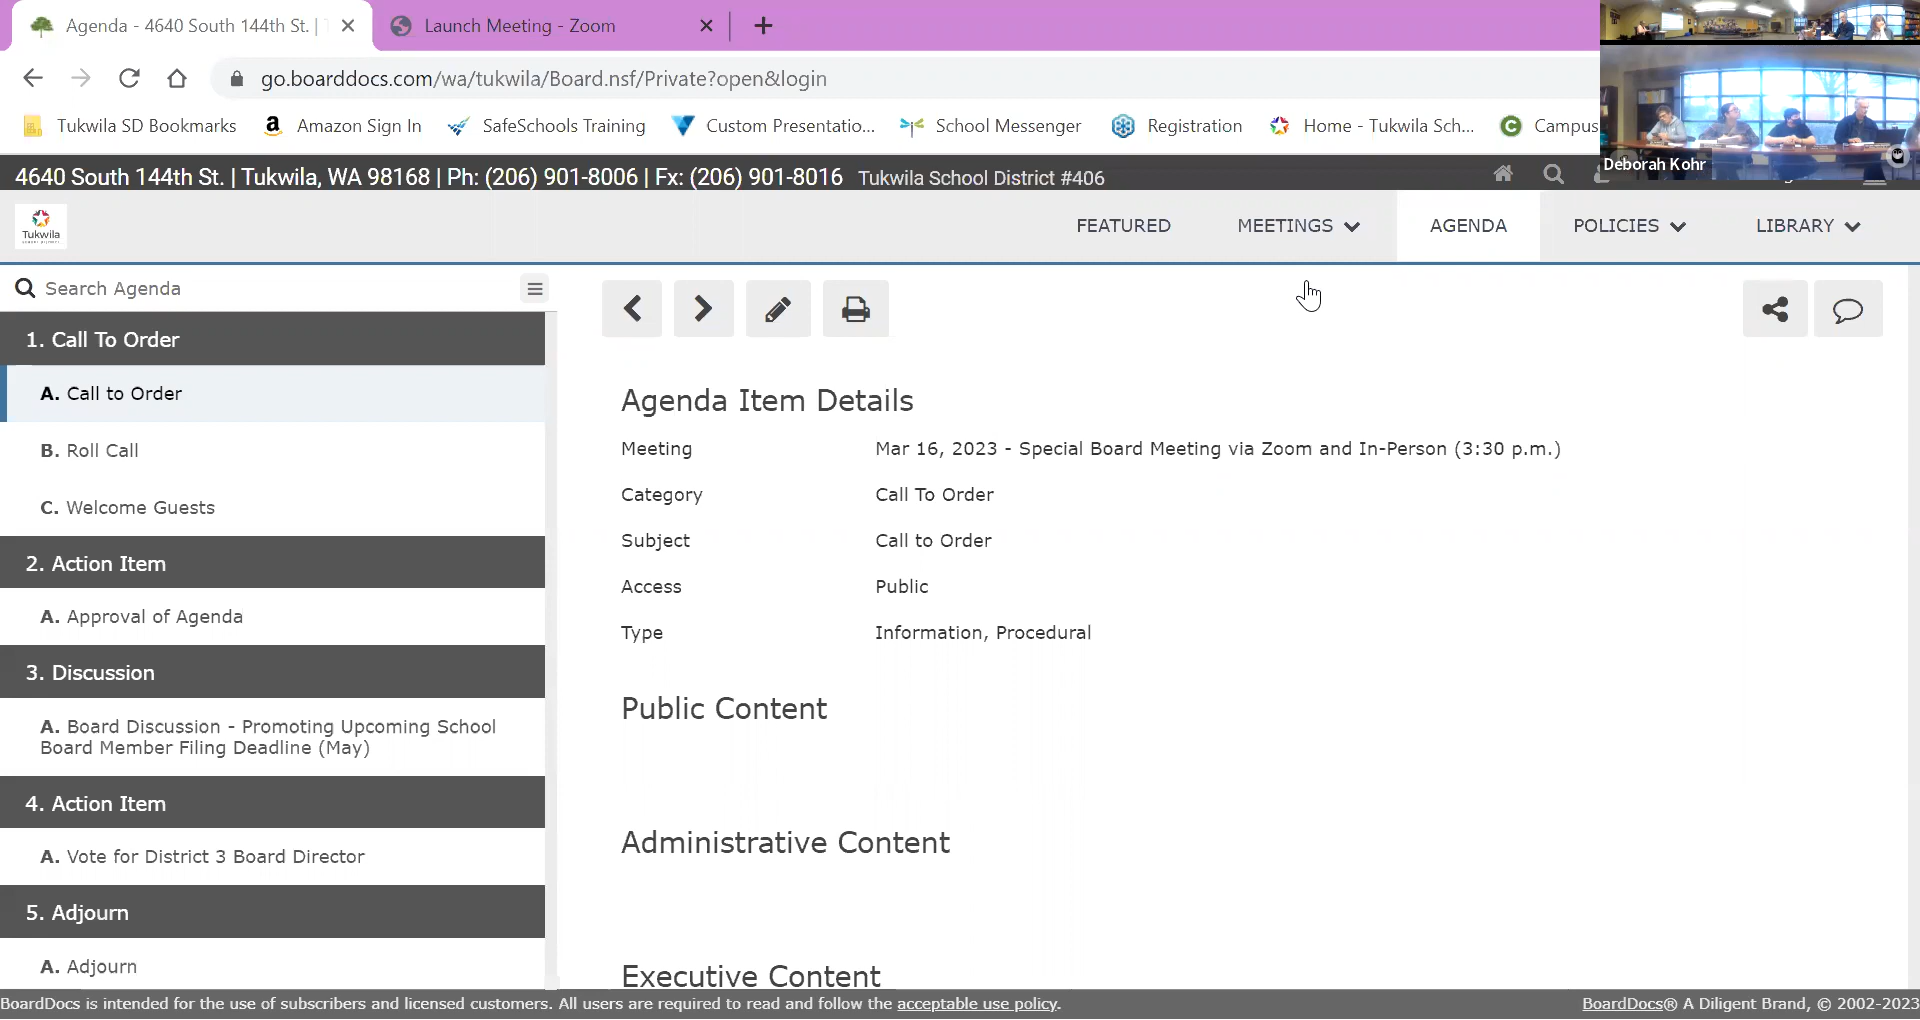 Agenda - 4640 South 144th St. |
Launch Meeting - Zoom
go.boarddocs.com/wa/tukwila/Board.nsf/Private?open&login
Tukwila SD Bookmarks
Amazon Sign In
SafeSchools Training
Custom Presentatio...
School Messenger
Registration
Home - Tukwila Sch...
Campus
Deborah Kohr
4640 South 144th St. | Tukwila, WA 98168 | Ph: (206) 901-8006 | Fx: (206) 901-8016 Tukwila School District #406
Tukwila
FEATURED
MEETINGS
AGENDA
POLICIES
LIBRARY
Search Agenda
1. Call To Order
A. Call to Order
B. Roll Call
C. Welcome Guests
2. Action Item
A. Approval of Agenda
3. Discussion
A. Board Discussion - Promoting Upcoming School
Board Member Filing Deadline (May)
4. Action Item
A. Vote for District 3 Board Director
5. Adjourn
A. Adjourn
Agenda Item Details
Meeting Mar 16, 2023 - Special Board Meeting via Zoom and In-Person (3:30 p.m.)
Category Call To Order
Subject Call to Order
Access Public
Type Information, Procedural
Public Content
Administrative Content
Executive Content
BoardDocs is intended for the use of subscribers and licensed customers. All users are required to read and follow the acceptable use policy.
BoardDocs® A Diligent Brand, © 2002-2023